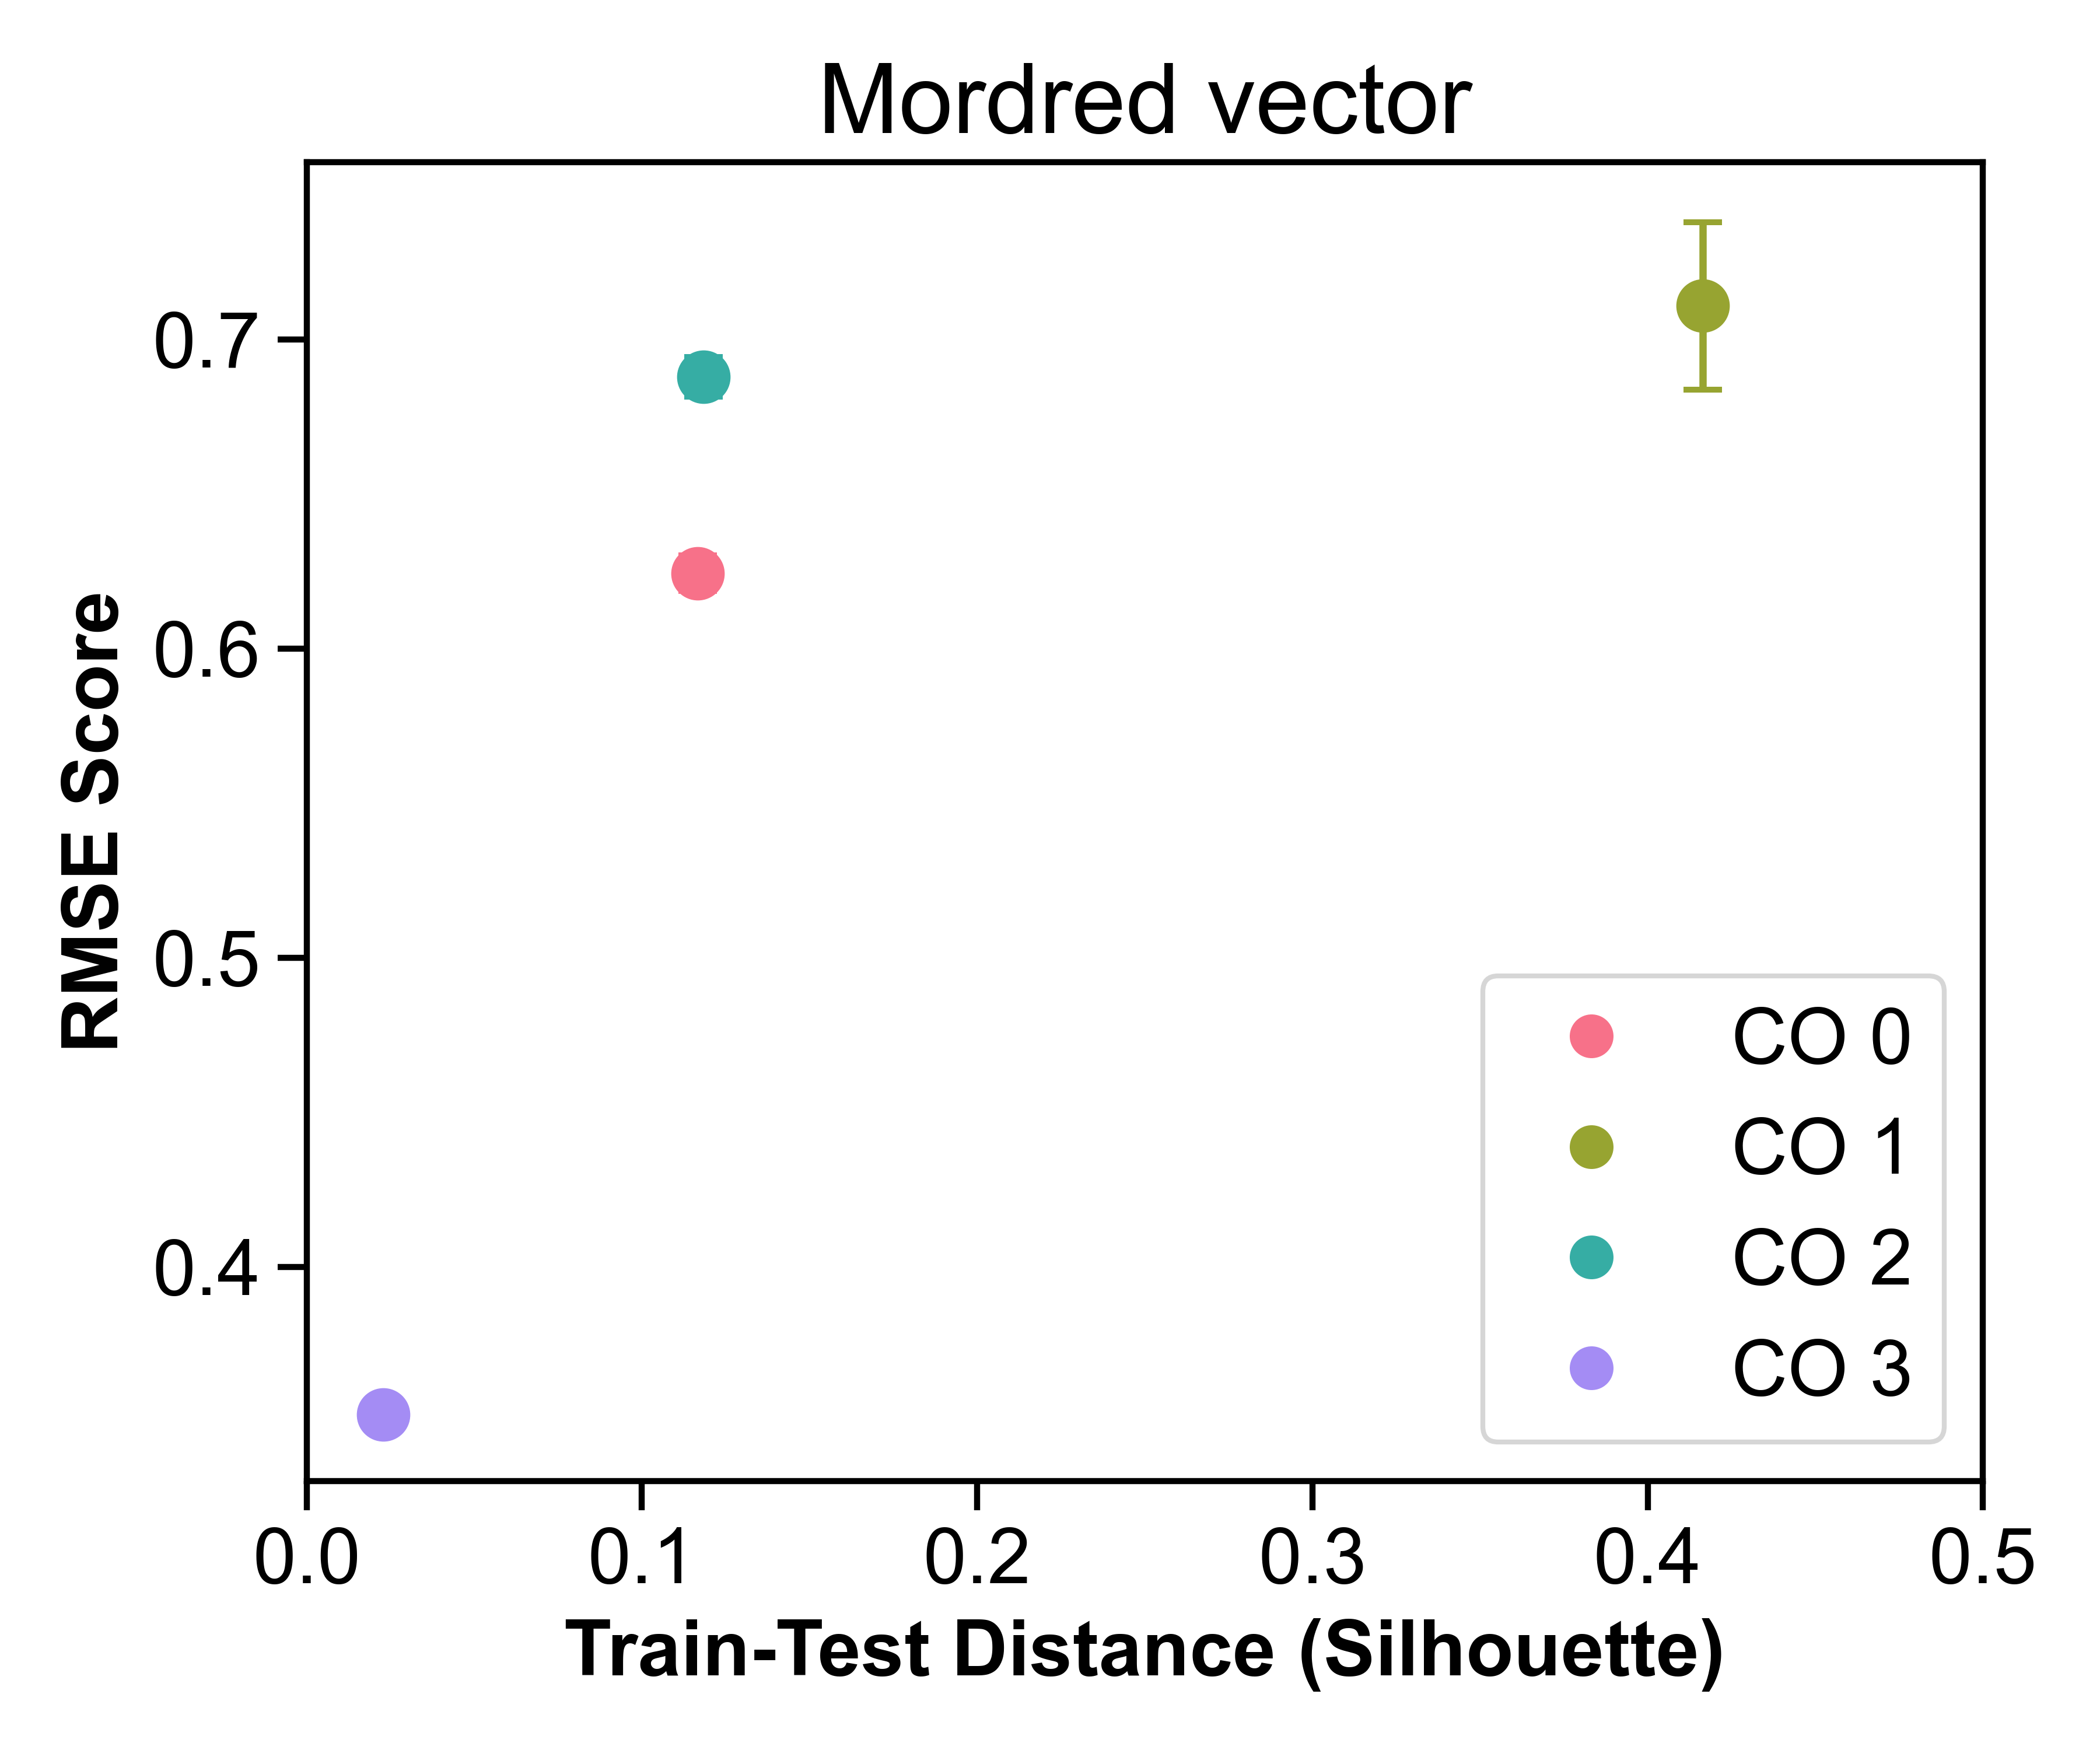 Mordred vector
RMSE Score
0.7
0.6
0.5
0.4
CO 0
CO 1
CO 2
CO 3
0.0 0.1 0.2 0.3 0.4 0.5
Train-Test Distance (Silhouette)